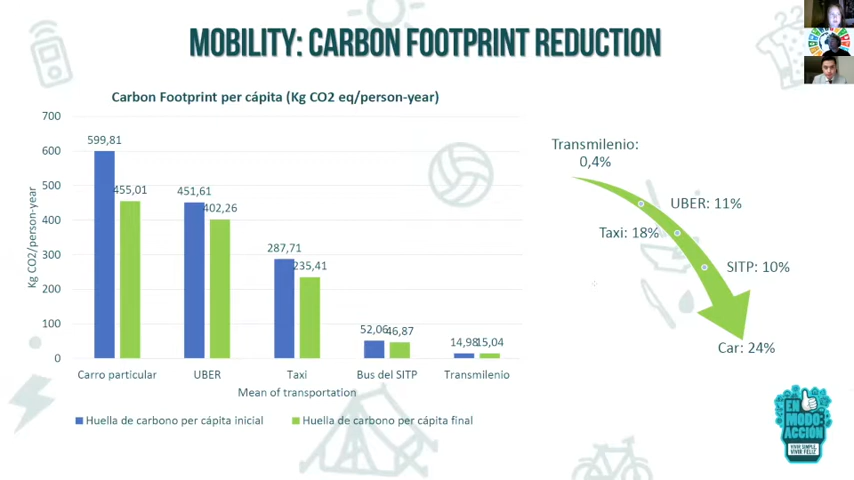 MOBILITY: CARBON FOOTPRINT REDUCTION
Carbon Footprint per cápita (Kg CO2 eq/person-year)
Kg CO2/person-year
700
600
500
400
300
200
100
0
599,81
455,01
451,61
402,26
287,71
235,41
52,06
46,87
14,98
15,04
Carro particular
UBER
Taxi
Bus del SITP
Transmilenio
Mean of transportation
Huella de carbono per cápita inicial
Huella de carbono per cápita final
Transmilenio:
0,4%
UBER: 11%
Taxi: 18%
SITP: 10%
Car: 24%
EN
MODO
ACCIÓN
VIVIR SIMPLE,
VIVIR FELIZ